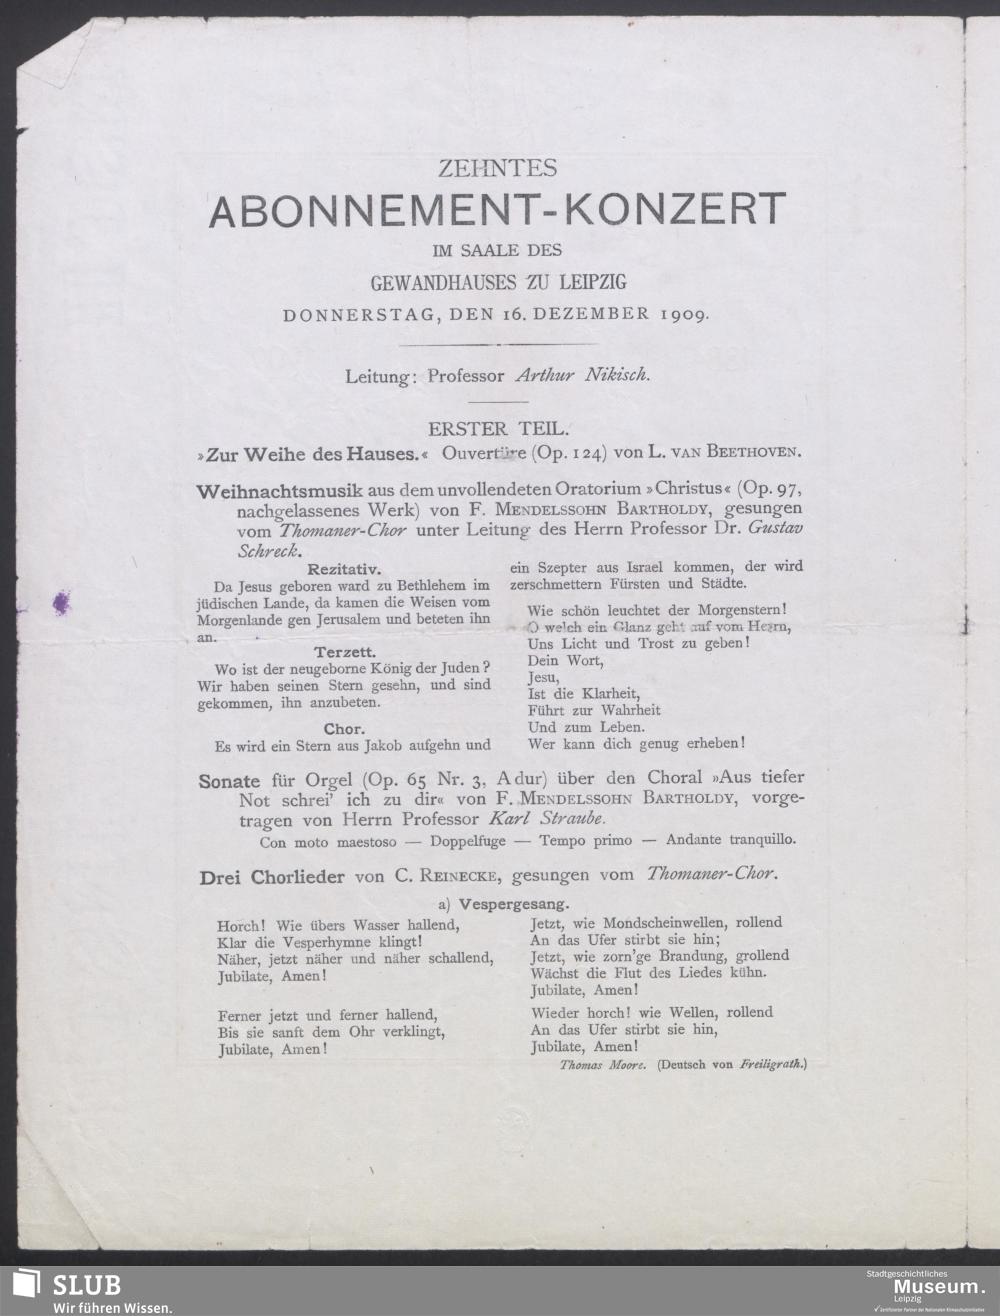 ZEHNTES
ABONNEMENT-KONZERT
IM SAALE DES
GEWANDHAUSES ZU LEIPZIG
DONNERSTAG, DEN 16. DEZEMBER 1909.
Leitung: Professor Arthur Nikisch.
ERSTER TEIL.
»Zur Weihe des Hauses.« Ouvertüre (Op. 124) von L. VAN BEETHOVEN.
Weihnachtsmusik aus dem unvollendeten Oratorium »Christus« (Op. 97,
nachgelassenes Werk) von F. MENDELSSOHN BARTHOLDY, gesungen
vom Thomaner-Chor unter Leitung des Herrn Professor Dr. Gustav
Schreck.
Rezitativ.
Da Jesus geboren ward zu Bethlehem im
jüdischen Lande, da kamen die Weisen vom
Morgenlande gen Jerusalem und beteten ihn
an.
Terzett.
Wo ist der neugeborne König der Juden?
Wir haben seinen Stern gesehn, und sind
gekommen, ihn anzubeten.
Chor.
Es wird ein Stern aus Jakob aufgehn und
ein Szepter aus Israel kommen, der wird
zerschmettern Fürsten und Städte.
Wie schön leuchtet der Morgenstern!
O welch ein Glanz geht auf vom Herrn,
Uns Licht und Trost zu geben!
Dein Wort,
Jesu,
Ist die Klarheit,
Führt zur Wahrheit
Und zum Leben.
Wer kann dich genug erheben!
Sonate für Orgel (Op. 65 Nr. 3, A dur) über den Choral »Aus tiefer
Not schrei' ich zu dir« von F. MENDELSSOHN BARTHOLDY, vorge-
tragen von Herrn Professor Karl Straube.
Con moto maestoso — Doppelfuge — Tempo primo — Andante tranquillo.
Drei Chorlieder von C. REINECKE, gesungen vom Thomaner-Chor.
a) Vespergesang.
Horch! Wie übers Wasser hallend,
Klar die Vesperhymne klingt!
Näher, jetzt näher und näher schallend,
Jubilate, Amen!
Ferner jetzt und ferner hallend,
Bis sie sanft dem Ohr verklingt,
Jubilate, Amen!
Jetzt, wie Mondscheinwellen, rollend
An das Ufer stirbt sie hin;
Jetzt, wie zorn'ge Brandung, grollend
Wächst die Flut des Liedes kühn.
Jubilate, Amen!
Wieder horch! wie Wellen, rollend
An das Ufer stirbt sie hin,
Jubilate, Amen!
Thomas Moore. (Deutsch von Freiligrath.)
SLUB
Wir führen Wissen.
Stadtgeschichtliches
Museum.
Leipzig
Zertifizierter Partner der Nationalen Klimaschutzinitiative